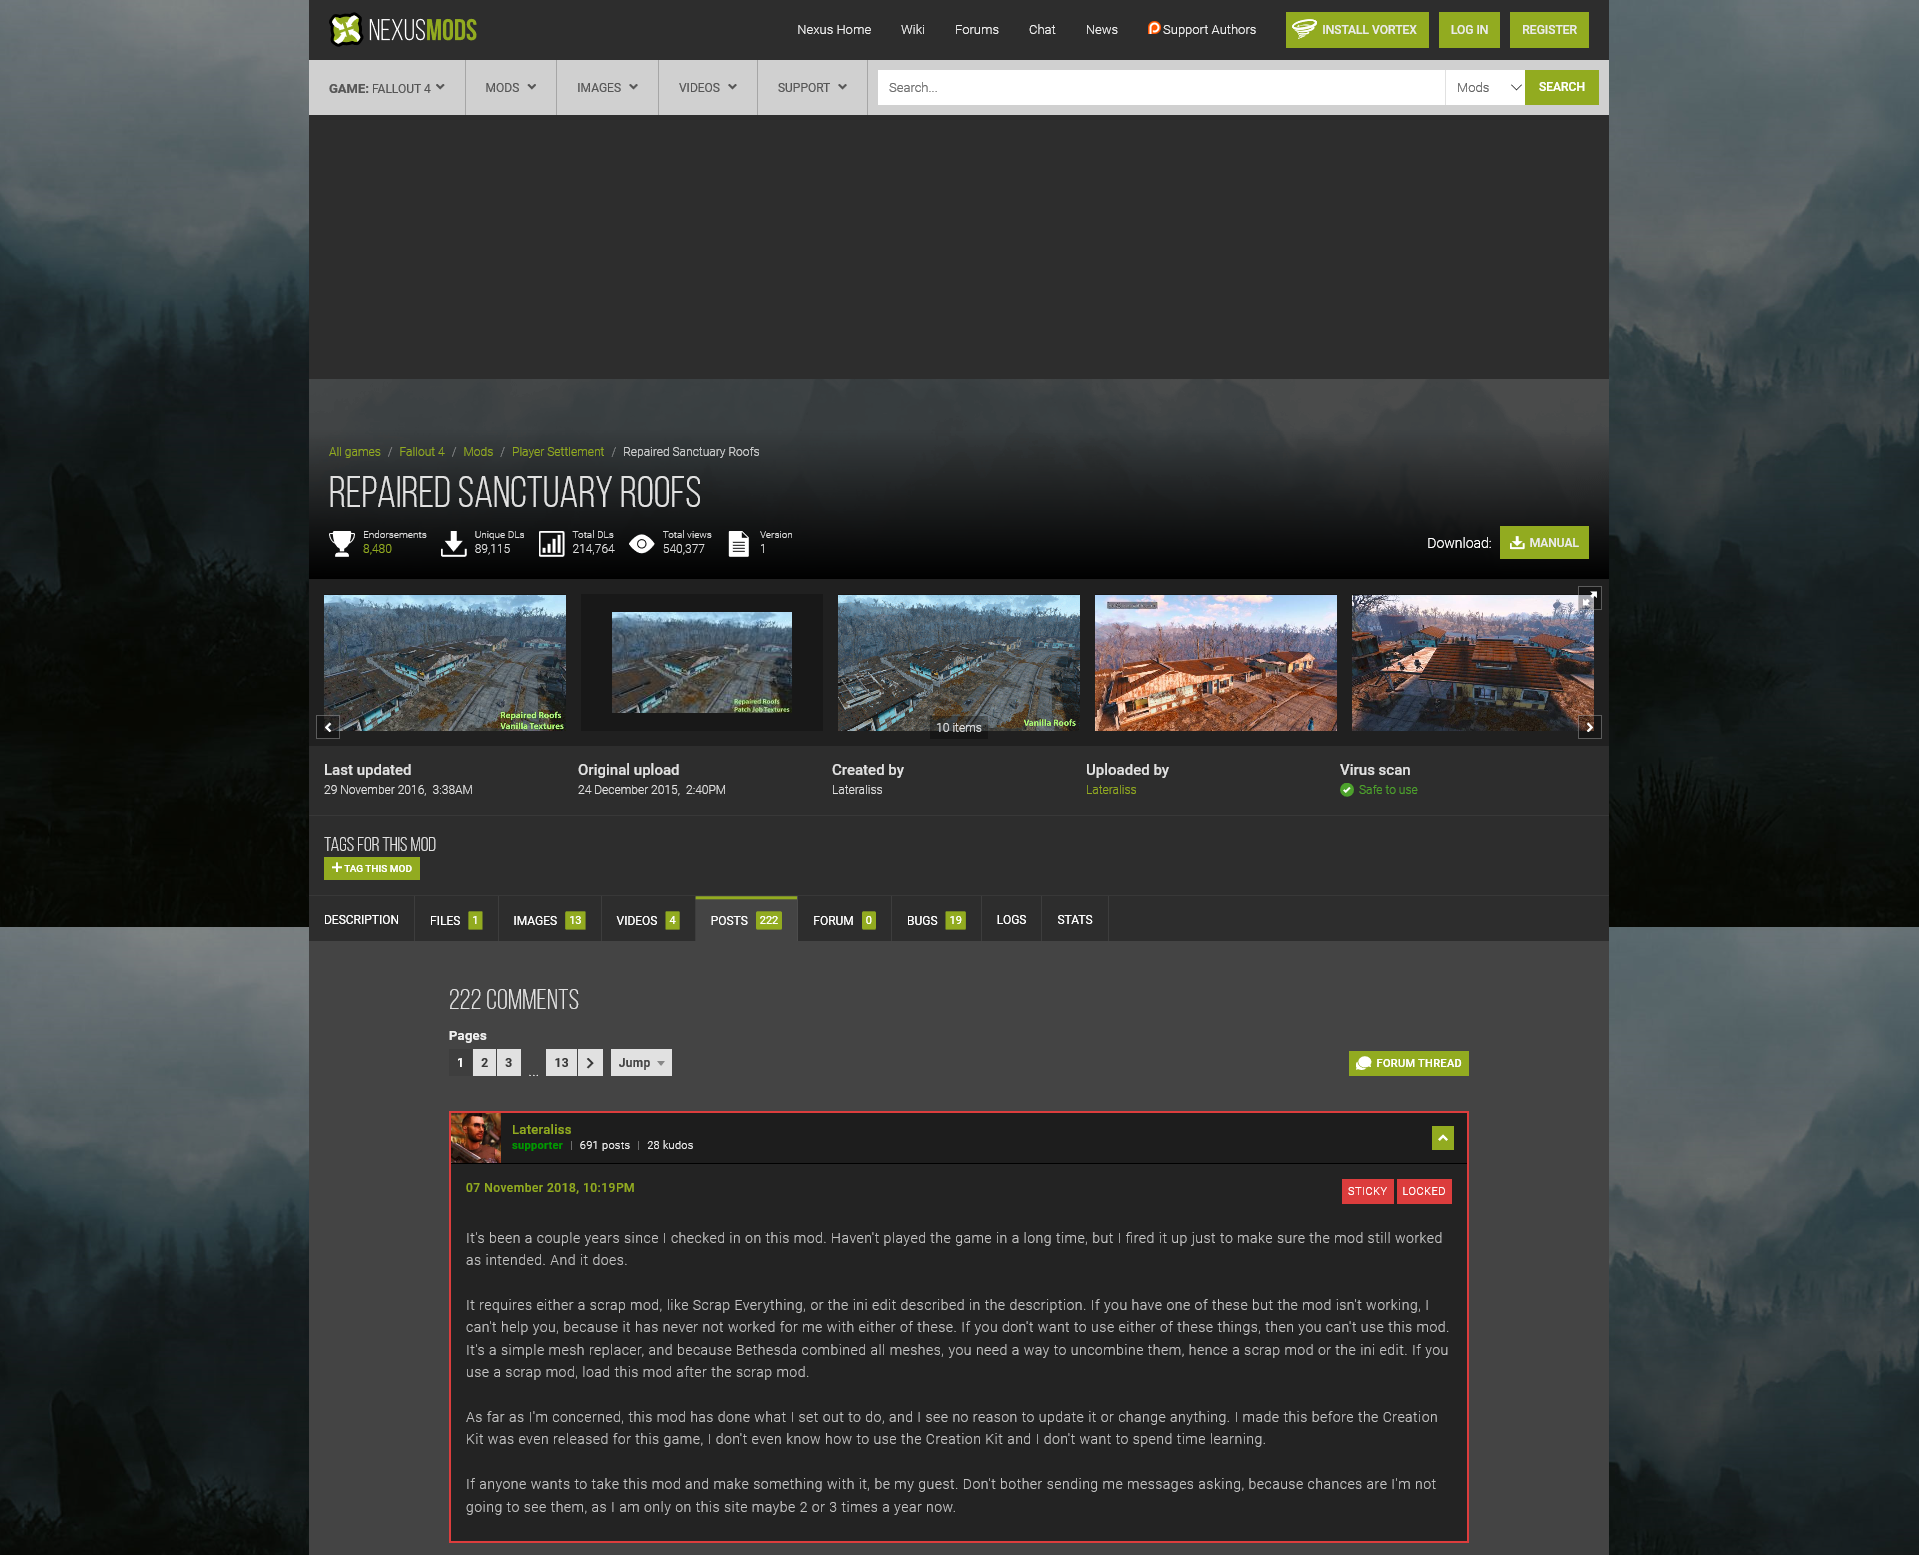 NEXUSMODS
Nexus Home Wiki Forums Chat News Support Authors INSTALL VORTEX LOG IN REGISTER
GAME: FALLOUT 4 MODS IMAGES VIDEOS SUPPORT Search... Mods SEARCH
All games / Fallout 4 / Mods / Player Settlement / Repaired Sanctuary Roofs
REPAIRED SANCTUARY ROOFS
Endorsements Unique DLs Total DLs Total views Version
8,480 89,115 214,764 540,377 1
Download: MANUAL
Repaired Roofs
Vanilla Textures
Repaired Roofs
Patch Job Textures
Vanilla Roofs
10 items
Last updated Original upload Created by Uploaded by Virus scan
29 November 2016, 3:38AM 24 December 2015, 2:40PM Lateraliss Lateraliss Safe to use
TAGS FOR THIS MOD
TAG THIS MOD
DESCRIPTION FILES 1 IMAGES 13 VIDEOS 4 POSTS 222 FORUM 0 BUGS 19 LOGS STATS
222 COMMENTS
Pages
1 2 3 ... 13 Jump FORUM THREAD
Lateraliss
supporter | 691 posts | 28 kudos
07 November 2018, 10:19PM STICKY LOCKED
It's been a couple years since I checked in on this mod. Haven't played the game in a long time, but I fired it up just to make sure the mod still worked
as intended. And it does.
It requires either a scrap mod, like Scrap Everything, or the ini edit described in the description. If you have one of these but the mod isn't working, I
can't help you, because it has never not worked for me with either of these. If you don't want to use either of these things, then you can't use this mod.
It's a simple mesh replacer, and because Bethesda combined all meshes, you need a way to uncombine them, hence a scrap mod or the ini edit. If you
use a scrap mod, load this mod after the scrap mod.
As far as I'm concerned, this mod has done what I set out to do, and I see no reason to update it or change anything. I made this before the Creation
Kit was even released for this game, I don't even know how to use the Creation Kit and I don't want to spend time learning.
If anyone wants to take this mod and make something with it, be my guest. Don't bother sending me messages asking, because chances are I'm not
going to see them, as I am only on this site maybe 2 or 3 times a year now.